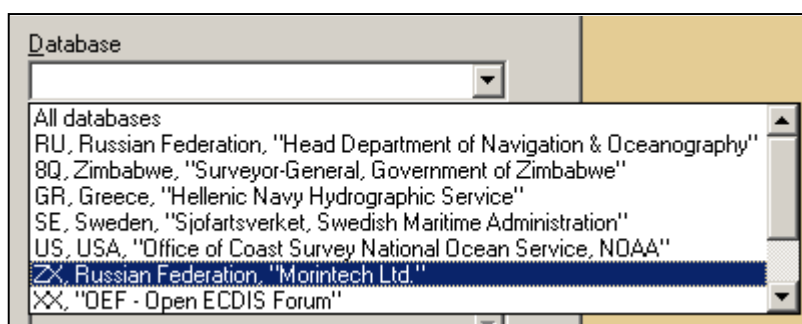 Database
All databases
RU, Russian Federation, "Head Department of Navigation & Oceanography"
8Q, Zimbabwe, "Surveyor-General, Government of Zimbabwe"
GR, Greece, "Hellenic Navy Hydrographic Service"
SE, Sweden, "Sjofartsverket, Swedish Maritime Administration"
US, USA, "Office of Coast Survey National Ocean Service, NOAA"
ZX, Russian Federation, "Morintech Ltd."
XX, "OEF - Open ECDIS Forum"